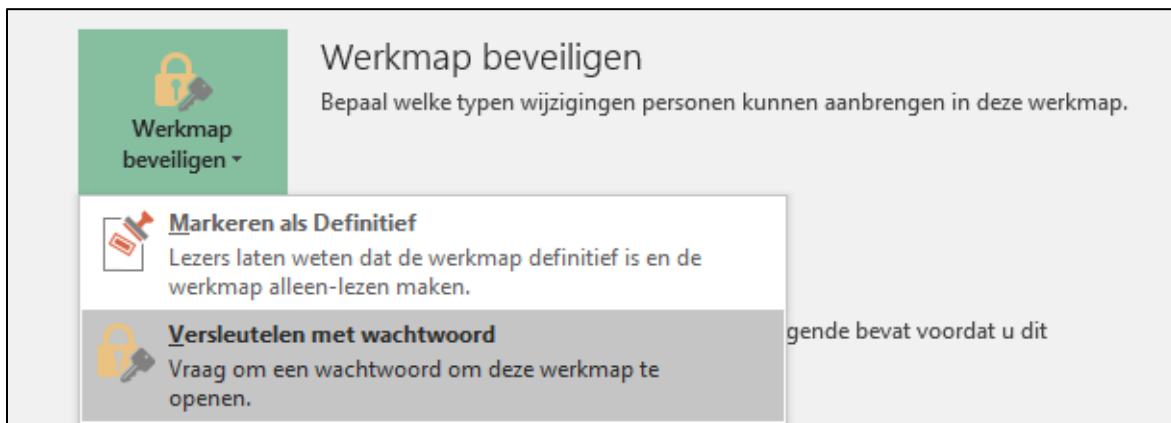 Werkmap beveiligen
Bepaal welke typen wijzigingen personen kunnen aanbrengen in deze werkmap.
Werkmap
beveiligen
Markeren als Definitief
Lezers laten weten dat de werkmap definitief is en de
werkmap alleen-lezen maken.
Versleutelen met wachtwoord
Vraag om een wachtwoord om deze werkmap te
openen.
gende bevat voordat u dit